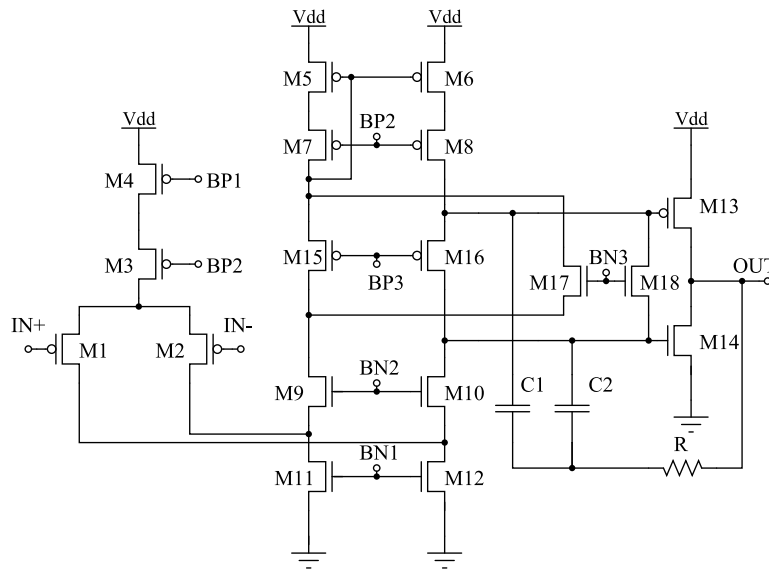 Vdd
Vdd
M5
M6
BP2
Vdd
Vdd
M7
M8
M4
BP1
M13
M3
BP2
M15
M16
BN3
OUT
BP3
M17
M18
IN+
IN-
M1
M2
M14
BN2
C1
C2
M9
M10
BN1
R
M11
M12